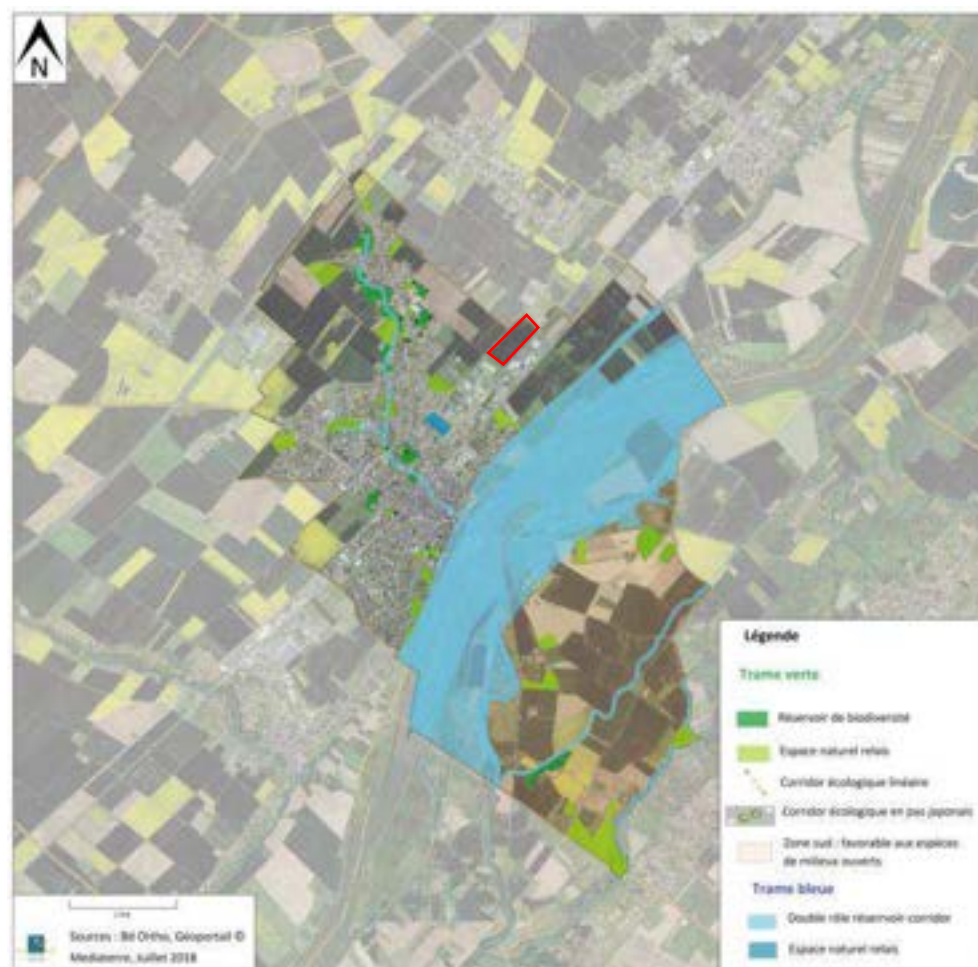 N
Légende
Trame verte
Réservoir de biodiversité
Espace naturel relais
Corridor écologique linéaire
Corridor écologique en pas japonais
Zone sud : favorable aux espèces
de milieux ouverts
Trame bleue
Double rôle réservoir corridor
Espace naturel relais
Sources : Bd Ortho, Géoportail ©
Mediaterre, Juillet 2018